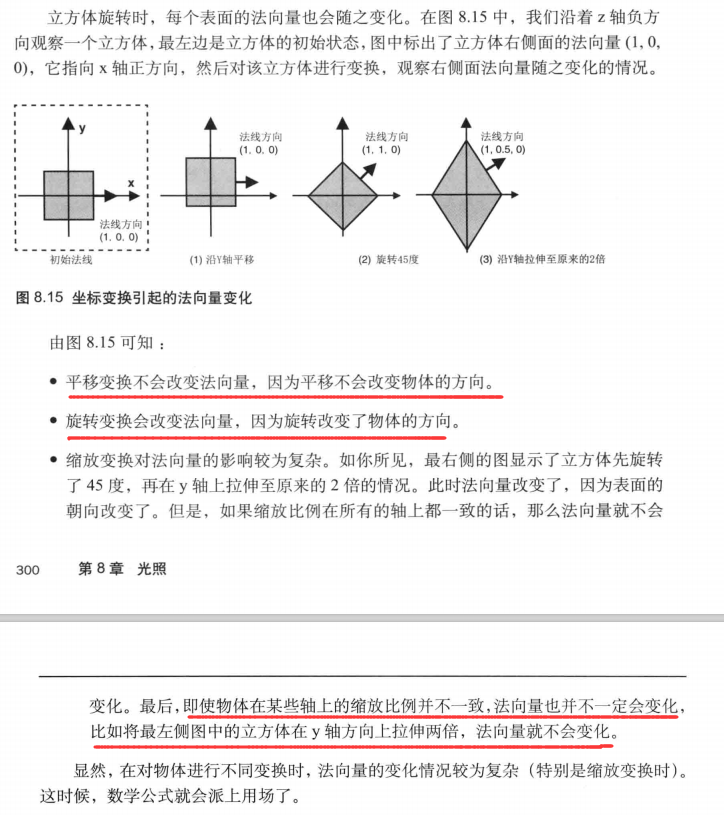 立方体旋转时，每个表面的法向量也会随之变化。在图 8.15 中，我们沿着 z 轴负方
向观察一个立方体，最左边是立方体的初始状态，图中标出了立方体右侧面的法向量 (1, 0,
0)，它指向 x 轴正方向，然后对该立方体进行变换，观察右侧面法向量随之变化的情况。
y
x
法线方向
(1, 0, 0)
初始法线
法线方向
(1, 0, 0)
(1) 沿Y轴平移
法线方向
(1, 1, 0)
(2) 旋转45度
法线方向
(1, 0.5, 0)
(3) 沿Y轴拉伸至原来的2倍
图 8.15 坐标变换引起的法向量变化
由图 8.15 可知：
● 平移变换不会改变法向量，因为平移不会改变物体的方向。
● 旋转变换会改变法向量，因为旋转改变了物体的方向。
● 缩放变换对法向量的影响较为复杂。如你所见，最右侧的图显示了立方体先旋转
了 45 度，再在 y 轴上拉伸至原来的 2 倍的情况。此时法向量改变了，因为表面的
朝向改变了。但是，如果缩放比例在所有的轴上都一致的话，那么法向量就不会
300 第 8 章 光照
变化。最后，即使物体在某些轴上的缩放比例并不一致，法向量也并不一定会变化，
比如将最左侧图中的立方体在 y 轴方向上拉伸两倍，法向量就不会变化。
显然，在对物体进行不同变换时，法向量的变化情况较为复杂（特别是缩放变换时）。
这时候，数学公式就会派上用场了。